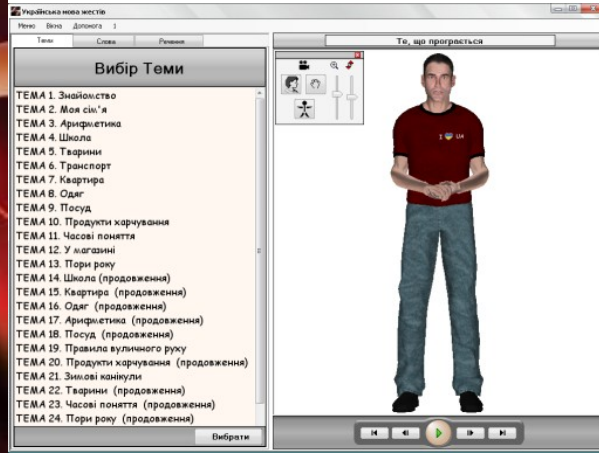 Українська мова жестів
Меню Вікна Допомога 1
Теми Слова Речення
Вибір Теми
ТЕМА 1. Знайомство
ТЕМА 2. Моя сім'я
ТЕМА 3. Арифметика
ТЕМА 4. Школа
ТЕМА 5. Тварини
ТЕМА 6. Транспорт
ТЕМА 7. Квартира
ТЕМА 8. Одяг
ТЕМА 9. Посуд
ТЕМА 10. Продукти харчування
ТЕМА 11. Часові поняття
ТЕМА 12. У магазині
ТЕМА 13. Пори року
ТЕМА 14. Школа (продовження)
ТЕМА 15. Квартира (продовження)
ТЕМА 16. Одяг (продовження)
ТЕМА 17. Арифметика (продовження)
ТЕМА 18. Посуд (продовження)
ТЕМА 19. Правила вуличного руху
ТЕМА 20. Продукти харчування (продовження)
ТЕМА 21. Зимові канікули
ТЕМА 22. Тварини (продовження)
ТЕМА 23. Часові поняття (продовження)
ТЕМА 24. Пори року (продовження)
Вибрати
Те, що програється
I UA